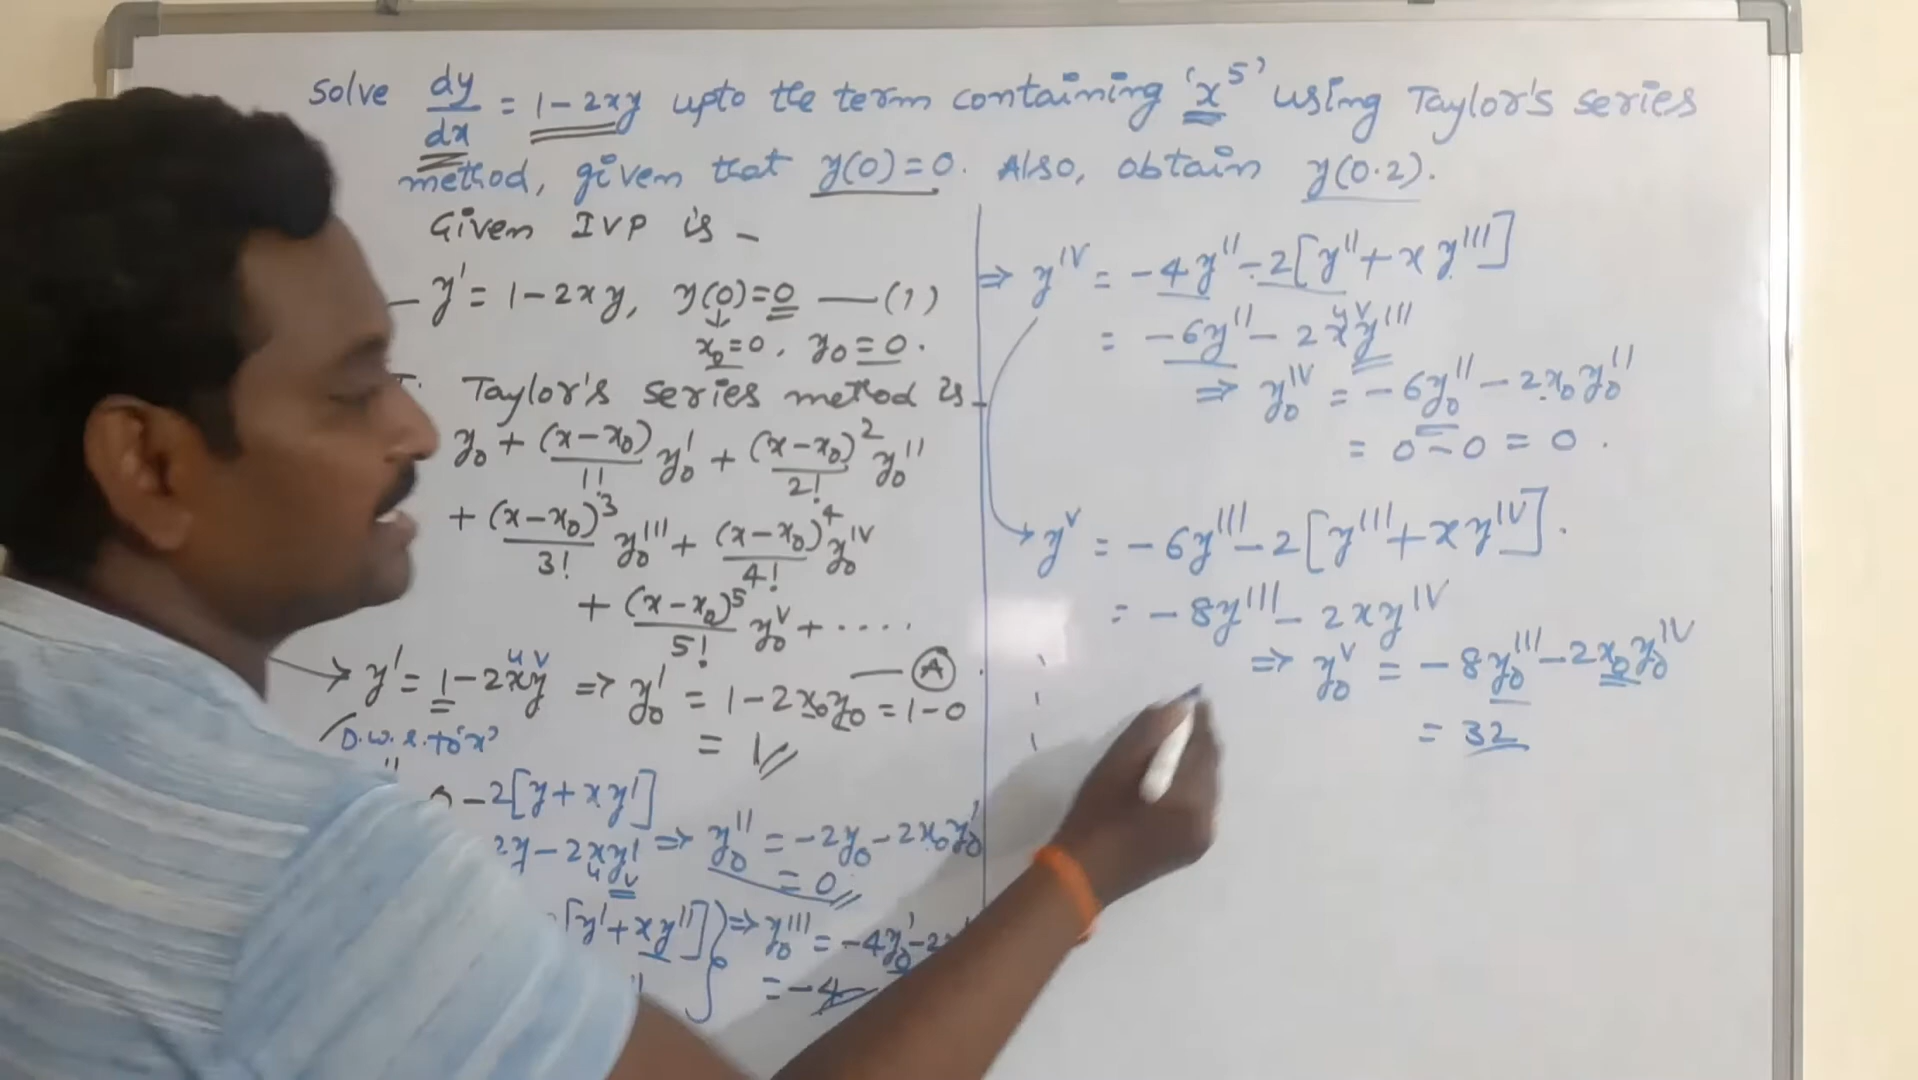 Solve dy/dx = 1-2xy upto the term containing 'x^5' using Taylor's series
method, given that y(0)=0. Also, obtain y(0.2).
Given IVP is -
- y' = 1-2xy, y(0)=0 —(1)
x₀=0, y₀=0.
Taylor's series method is -
y₀ + (x-x₀)/1! y₀' + (x-x₀)²/2! y₀''
+ (x-x₀)³/3! y₀''' + (x-x₀)⁴/4! y₀^IV
+ (x-x₀)⁵/5! y₀^V + ....
— (A).
→ y' = 1-2xy ⇒ y₀' = 1-2x₀y₀ = 1-0
u v
= 1
D.w.r.to 'x'
-2[y+xy']
2y-2xy' ⇒ y₀'' = -2y₀-2x₀y₀'
u v
= 0
[y'+xy''] } ⇒ y₀''' = -4y₀'-2
= -4
⇒ y^IV = -4y''-2[y''+xy''']
= -6y''-2xy'''
u v
⇒ y₀^IV = -6y₀''-2x₀y₀''
= 0-0 = 0.
→ y^V = -6y'''-2[y'''+xy^IV].
= -8y'''-2xy^IV
⇒ y₀^V = -8y₀'''-2x₀y₀^IV
= 32